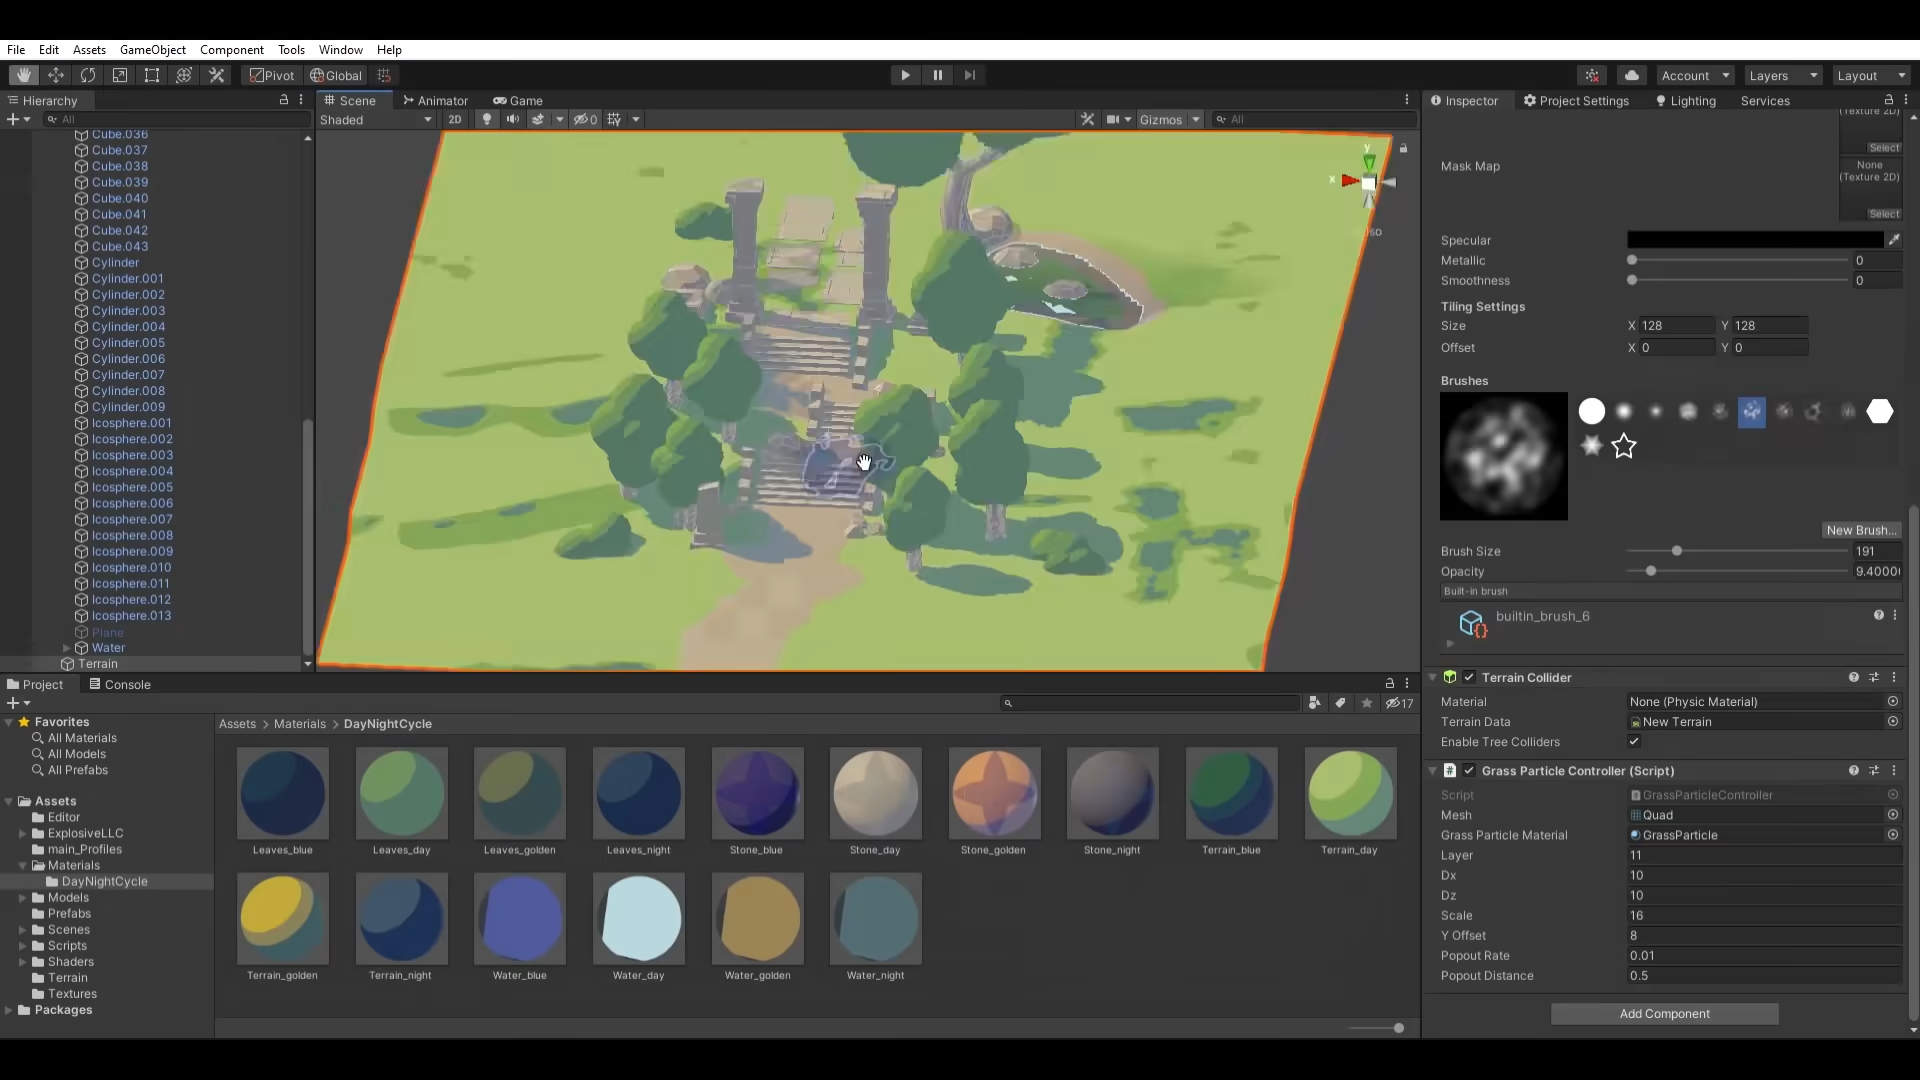 File Edit Assets GameObject Component Tools Window Help
Pivot Global Account Layers Layout
Hierarchy
All
Cube.036
Cube.037
Cube.038
Cube.039
Cube.040
Cube.041
Cube.042
Cube.043
Cylinder
Cylinder.001
Cylinder.002
Cylinder.003
Cylinder.004
Cylinder.005
Cylinder.006
Cylinder.007
Cylinder.008
Cylinder.009
Icosphere.001
Icosphere.002
Icosphere.003
Icosphere.004
Icosphere.005
Icosphere.006
Icosphere.007
Icosphere.008
Icosphere.009
Icosphere.010
Icosphere.011
Icosphere.012
Icosphere.013
Plane
Water
Terrain
Scene Animator Game
Shaded 2D 0 Gizmos All
y
x
Inspector Project Settings Lighting Services
(Texture 2D)
Select
Mask Map
None
(Texture 2D)
Select
Specular
Metallic 0
Smoothness 0
Tiling Settings
Size X 128 Y 128
Offset X 0 Y 0
Brushes
New Brush...
Brush Size 191
Opacity 9.4000
Built-in brush
builtin_brush_6
Terrain Collider
Material None (Physic Material)
Terrain Data New Terrain
Enable Tree Colliders
Grass Particle Controller (Script)
Script GrassParticleController
Mesh Quad
Grass Particle Material GrassParticle
Layer 11
Dx 10
Dz 10
Scale 16
Y Offset 8
Popout Rate 0.01
Popout Distance 0.5
Add Component
Project Console
17
Favorites
All Materials
All Models
All Prefabs
Assets
Editor
ExplosiveLLC
main_Profiles
Materials
DayNightCycle
Models
Prefabs
Scenes
Scripts
Shaders
Terrain
Textures
Packages
Assets > Materials > DayNightCycle
Leaves_blue Leaves_day Leaves_golden Leaves_night Stone_blue Stone_day Stone_golden Stone_night Terrain_blue Terrain_day
Terrain_golden Terrain_night Water_blue Water_day Water_golden Water_night